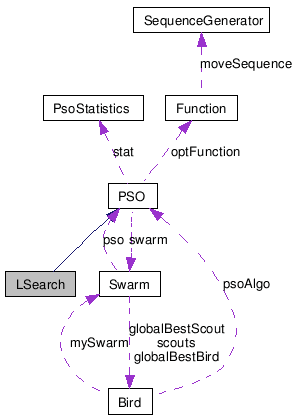 SequenceGenerator
moveSequence
PsoStatistics
Function
stat
optFunction
PSO
pso swarm
LSearch
Swarm
psoAlgo
mySwarm
globalBestScout
scouts
globalBestBird
Bird